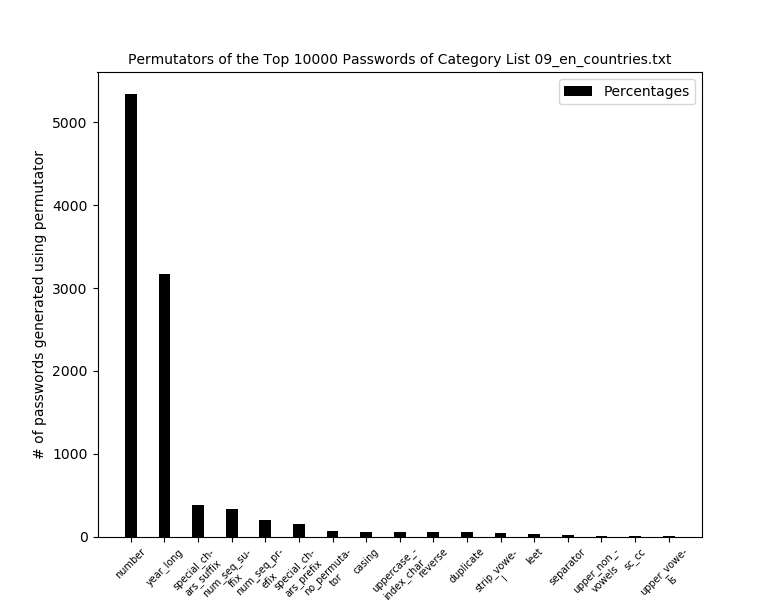 Permutators of the Top 10000 Passwords of Category List 09_en_countries.txt
Percentages
# of passwords generated using permutator
5000
4000
3000
2000
1000
0
number
year_long
special_ch-
ars_suffix
num_seq_su-
ffix
num_seq_pr-
efix
special_ch-
ars_prefix
no_permuta-
tor
casing
uppercase_-
index_char
reverse
duplicate
strip_vowe-
l
leet
separator
upper_non_-
vowels
sc_cc
upper_vowe-
ls